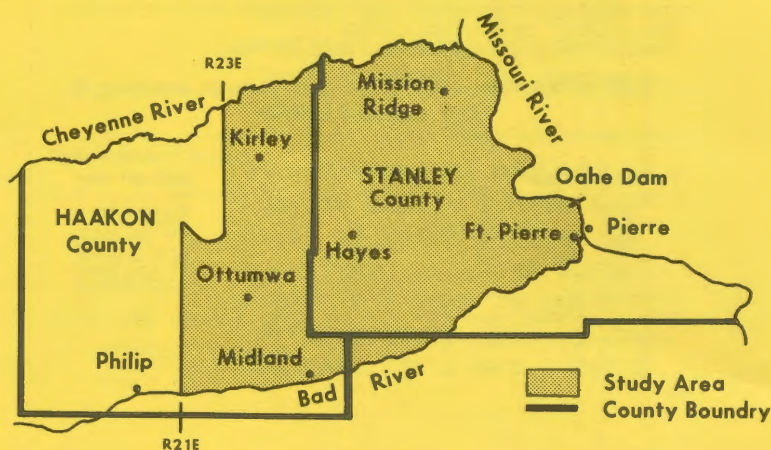 R23E
Missouri River
Mission
Ridge
Cheyenne River
Kirley
STANLEY
County
Oahe Dam
HAAKON
County
Hayes
Ft. Pierre
Pierre
Ottumwa
Philip
Midland
Bad River
Study Area
County Boundry
R21E